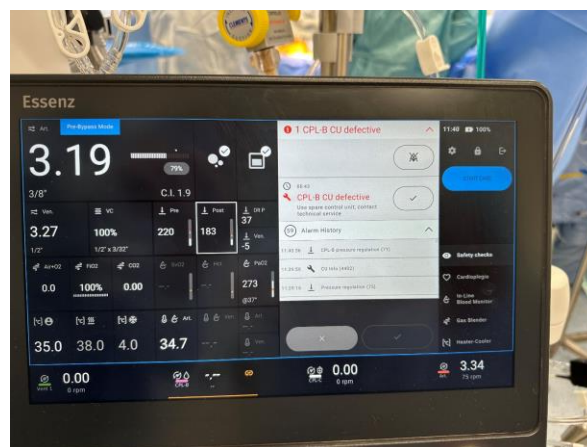 Essenz
Art.
Pre-Bypass Mode
3.19
79%
3/8"
C.I. 1.9
Ven.
VC
Pre
Post
Ven.
3.27
100%
220
183
37
-5
1/2"
1/2" x 3/32"
Air+O2
FiO2
CO2
PaO2
0.0
100%
0.00
--.-
--.-
273
@37°
Art.
Ven.
Art.
35.0
38.0
4.0
34.7
--.-
Ven.
--.-
0.00
0 rpm
CPL-B
-.--
CPL-C
0.00
0 rpm
Art.
3.34
75 rpm
1 CPL-B CU defective
CPL-B CU defective
Use spare control unit, contact
technical service
Alarm History
CPL-B pressure regulation
CU info
Pressure regulation
11:40
100%
Safety checks
Cardioplegia
In-Line
Blood Monitor
Gas Blender
Heater-Cooler